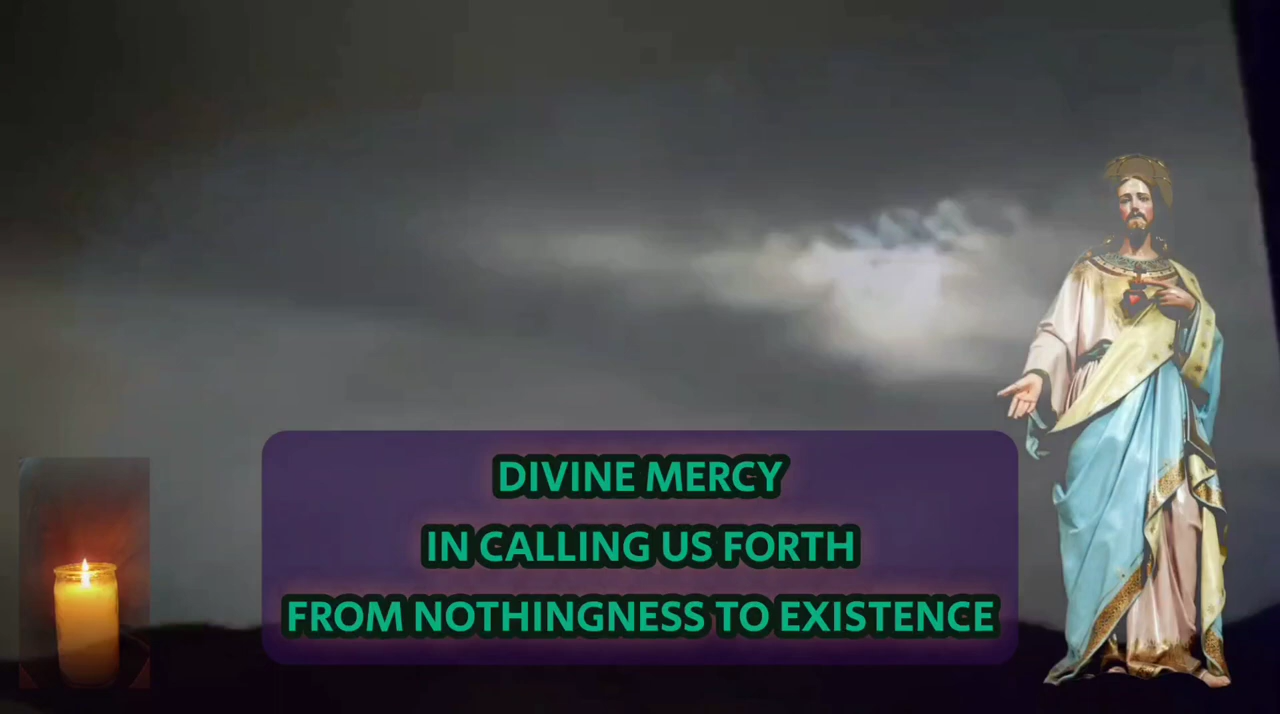 DIVINE MERCY
IN CALLING US FORTH
FROM NOTHINGNESS TO EXISTENCE